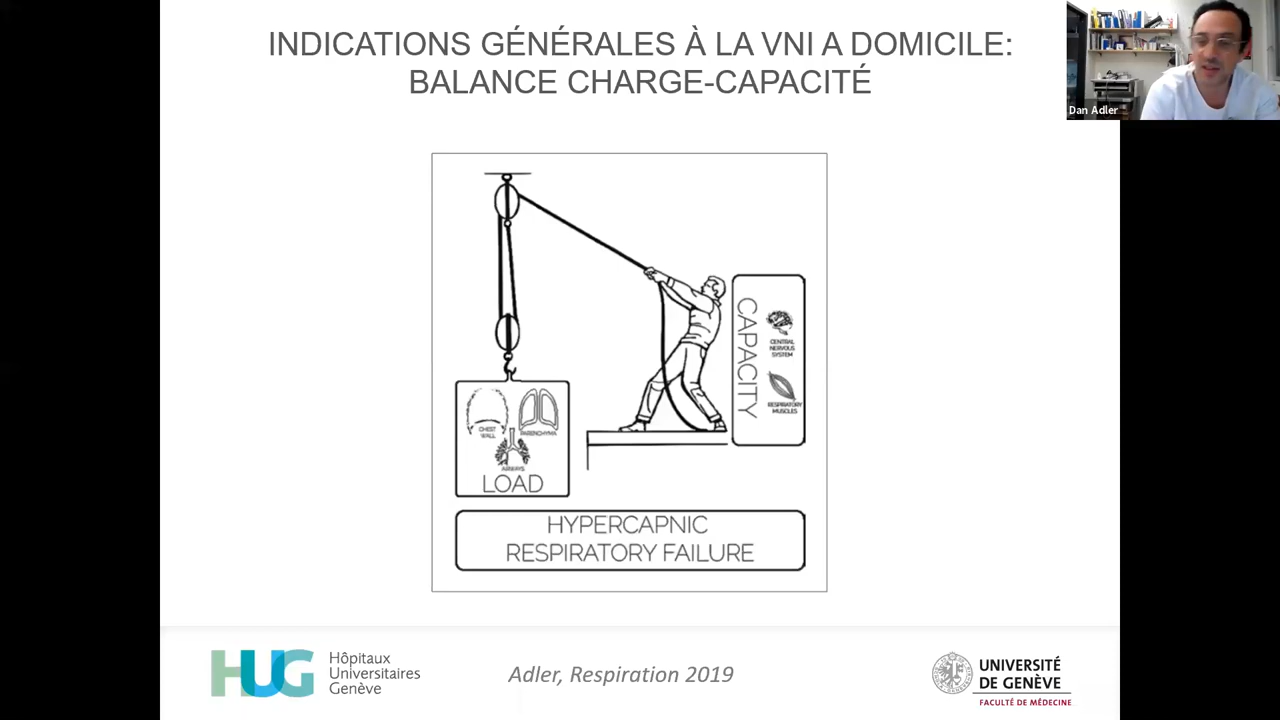 INDICATIONS GÉNÉRALES À LA VNI A DOMICILE:
BALANCE CHARGE-CAPACITÉ
Dan Adler
CAPACITY
CENTRAL
NERVOUS
SYSTEM
RESPIRATORY
MUSCLES
CHEST
WALL
PARENCHYMA
AIRWAYS
LOAD
HYPERCAPNIC
RESPIRATORY FAILURE
HUG
Hôpitaux
Universitaires
Genève
Adler, Respiration 2019
UNIVERSITÉ
DE GENÈVE
FACULTÉ DE MÉDECINE